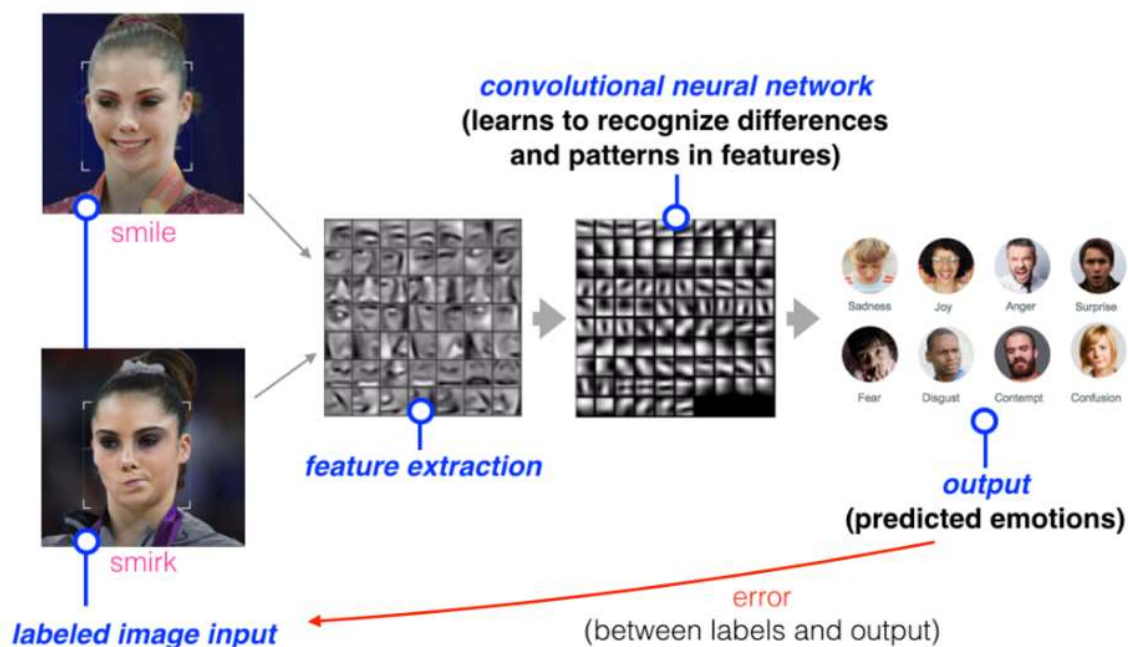 convolutional neural network
(learns to recognize differences
and patterns in features)
smile
Sadness
Joy
Anger
Surprise
Fear
Disgust
Contempt
Confusion
feature extraction
output
(predicted emotions)
smirk
error
labeled image input
(between labels and output)